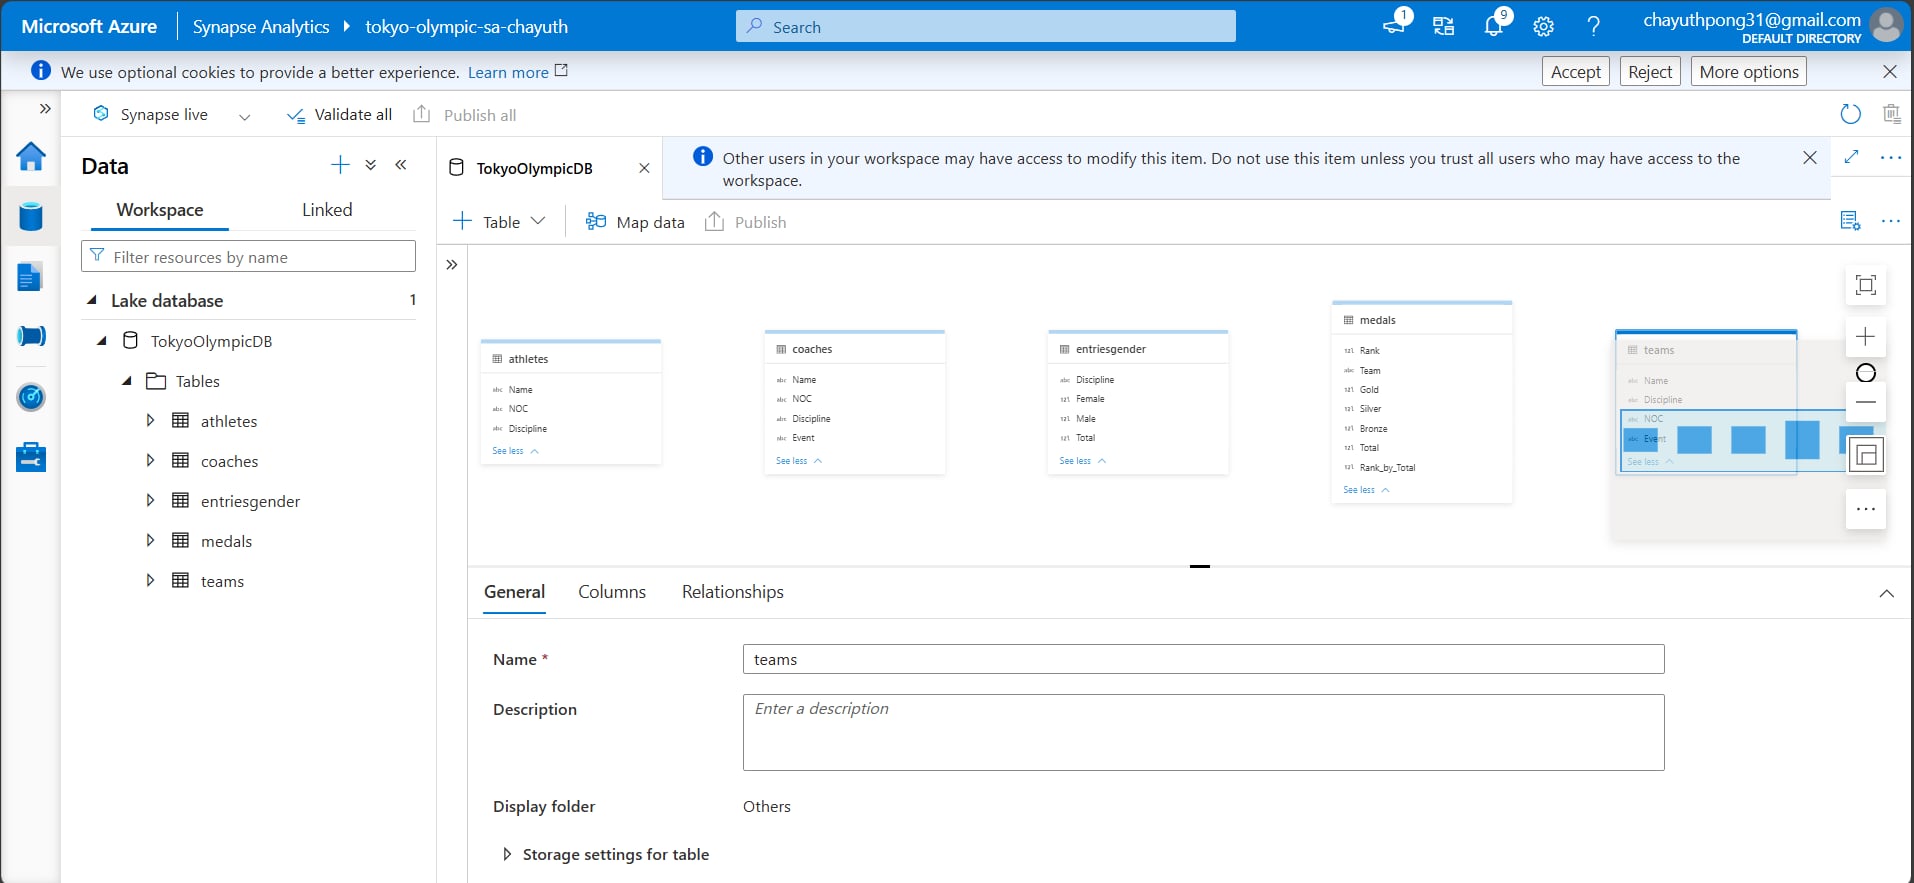 Microsoft Azure
Synapse Analytics
tokyo-olympic-sa-chayuth
Search
1
9
chayuthpong31@gmail.com
DEFAULT DIRECTORY
We use optional cookies to provide a better experience. Learn more
Accept
Reject
More options
Synapse live
Validate all
Publish all
Data
Workspace
Linked
Filter resources by name
Lake database
1
TokyoOlympicDB
Tables
athletes
coaches
entriesgender
medals
teams
TokyoOlympicDB
Other users in your workspace may have access to modify this item. Do not use this item unless you trust all users who may have access to the
workspace.
Table
Map data
Publish
athletes
abc Name
abc NOC
abc Discipline
See less
coaches
abc Name
abc NOC
abc Discipline
abc Event
See less
entriesgender
abc Discipline
123 Female
123 Male
123 Total
See less
medals
123 Rank
abc Team
123 Gold
123 Silver
123 Bronze
123 Total
123 Rank_by_Total
See less
teams
abc Name
abc Discipline
abc NOC
abc Event
See less
General
Columns
Relationships
Name *
teams
Description
Enter a description
Display folder
Others
Storage settings for table